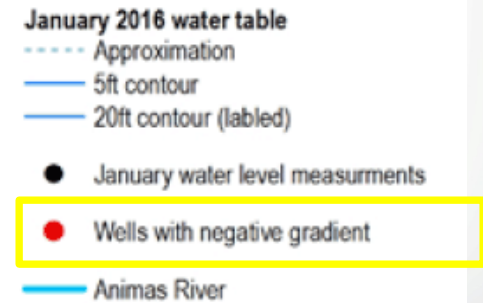 January 2016 water table
Approximation
5ft contour
20ft contour (labled)
January water level measurments
Wells with negative gradient
Animas River